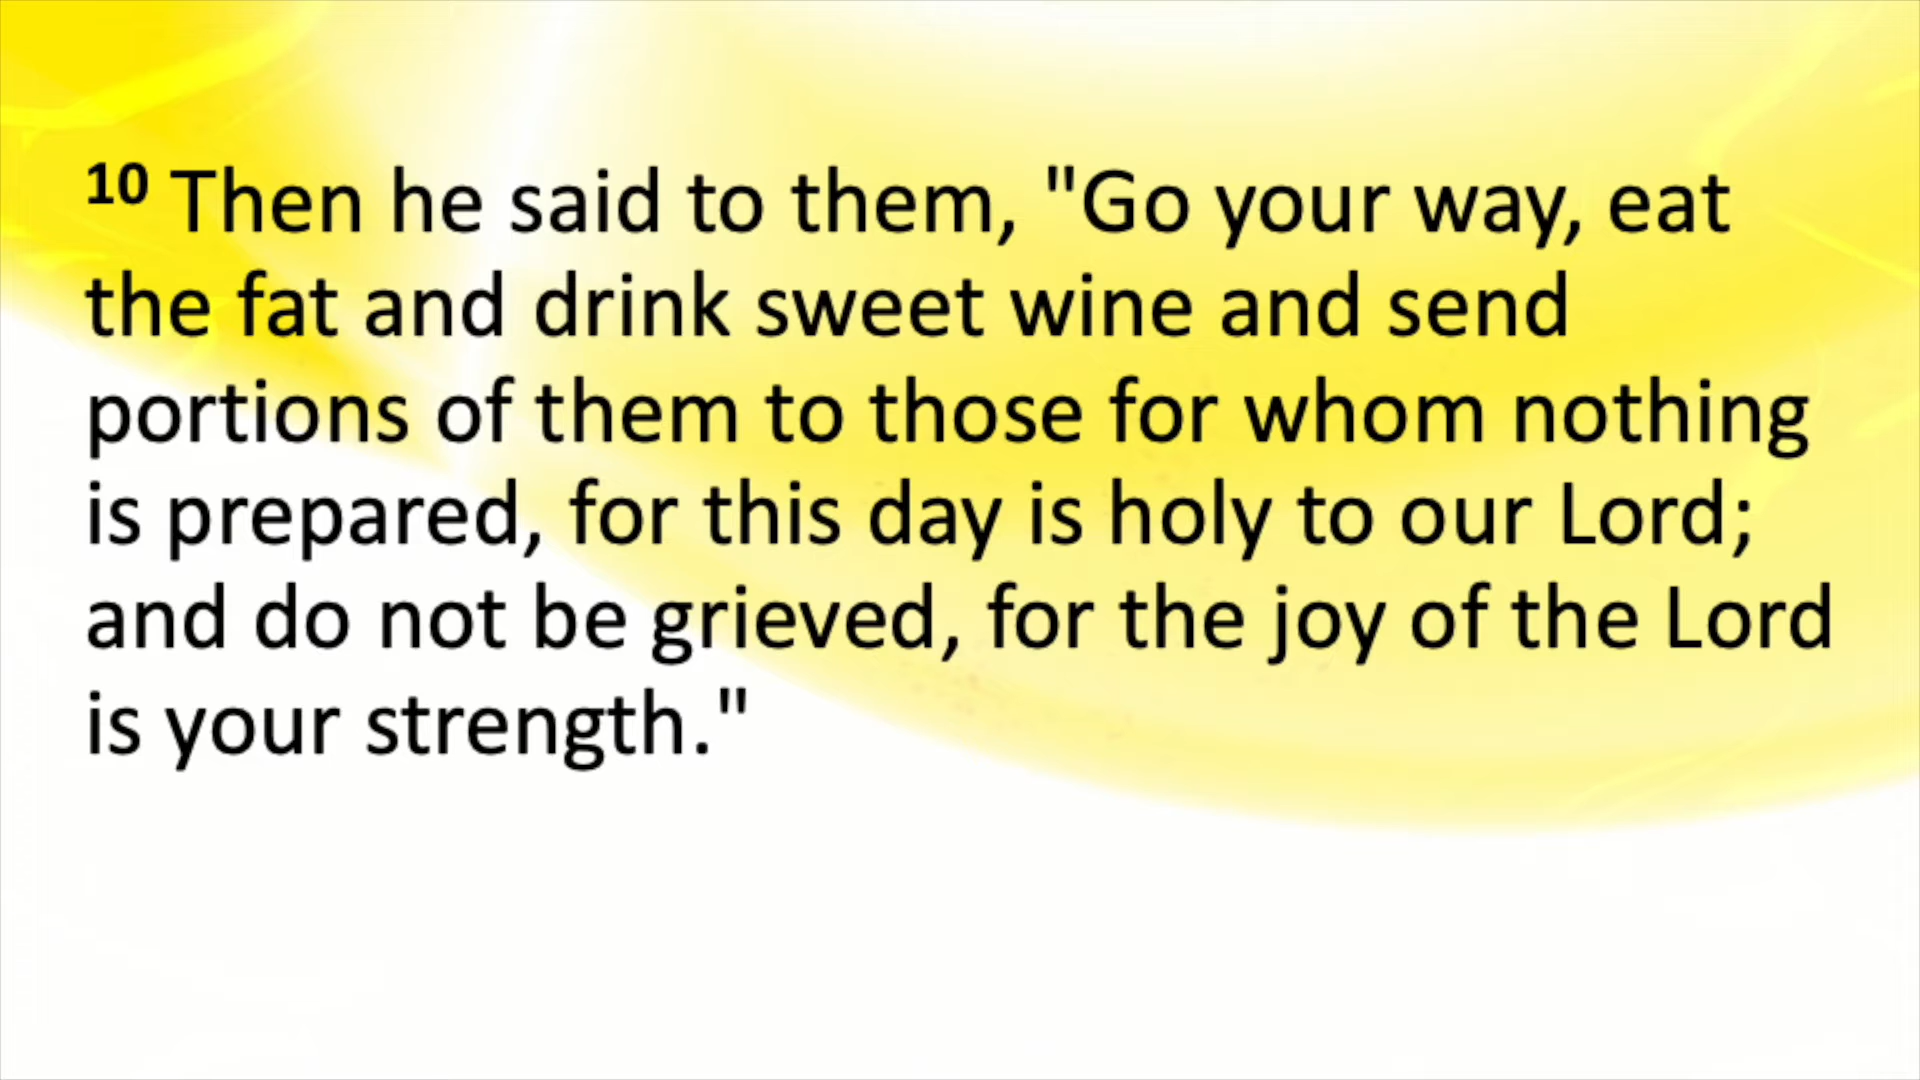 10 Then he said to them, "Go your way, eat
the fat and drink sweet wine and send
portions of them to those for whom nothing
is prepared, for this day is holy to our Lord;
and do not be grieved, for the joy of the Lord
is your strength."